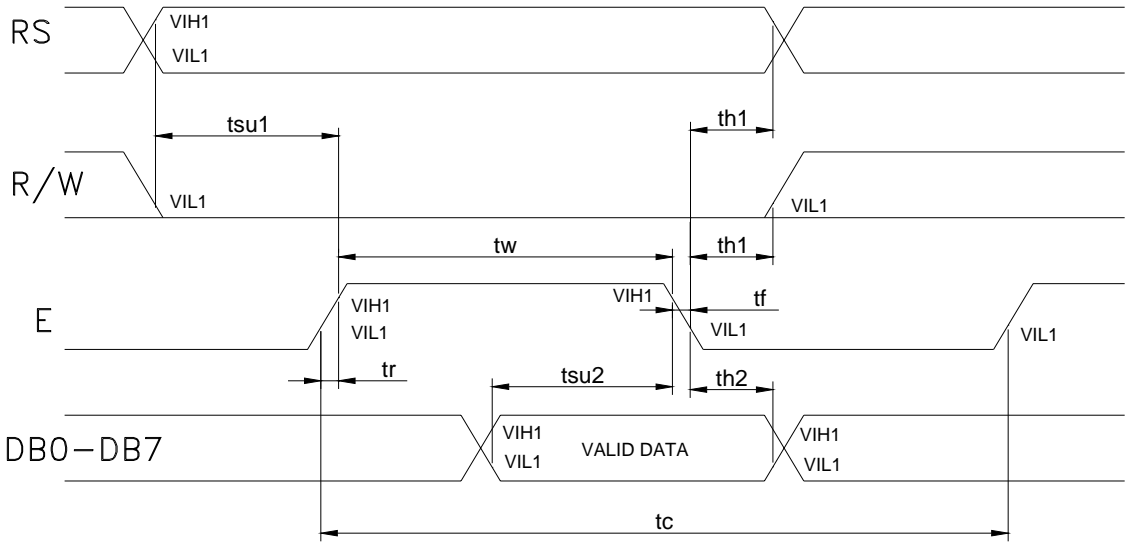 RS
VIH1
VIL1
tsu1
th1
R/W
VIL1
VIL1
tw
th1
E
VIH1
VIL1
VIH1
tf
VIL1
VIL1
tr
tsu2
th2
DB0-DB7
VIH1
VIL1
VALID DATA
VIH1
VIL1
tc